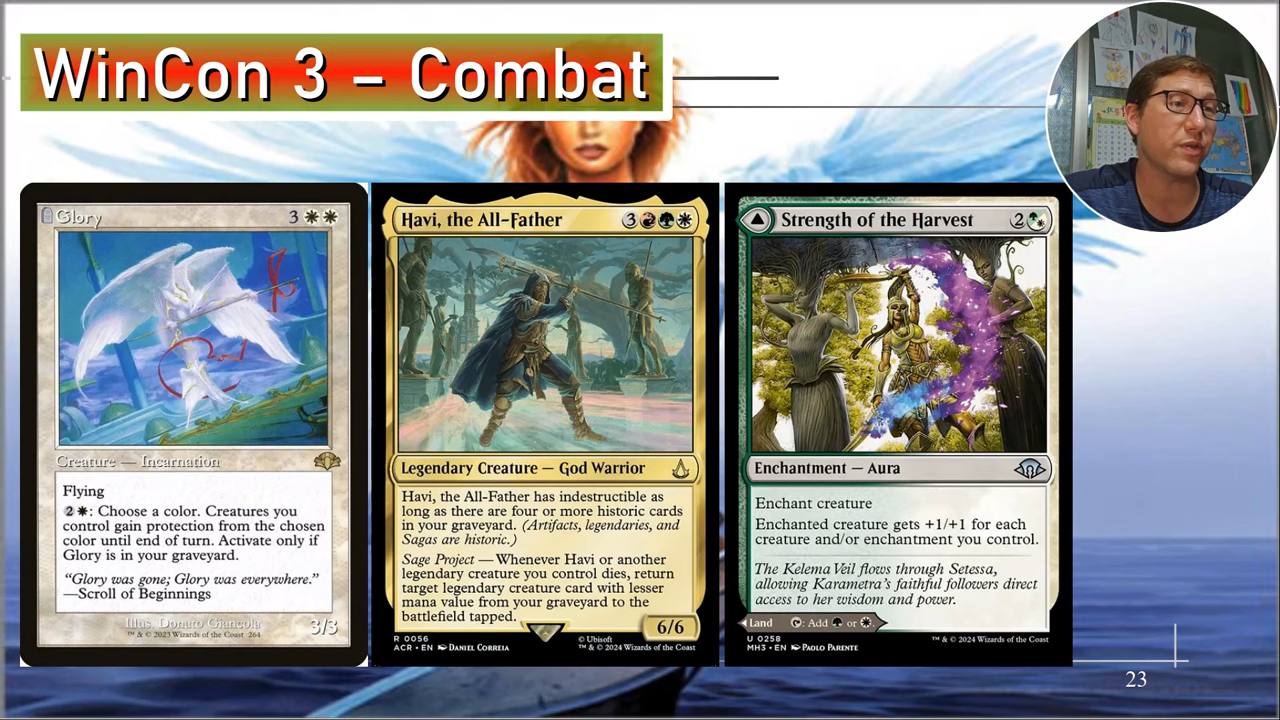 WinCon 3 – Combat
Glory
3
Creature — Incarnation
Flying
2: Choose a color. Creatures you
control gain protection from the chosen
color until end of turn. Activate only if
Glory is in your graveyard.
“Glory was gone; Glory was everywhere.”
—Scroll of Beginnings
Illus. Donato Giancola
™ & © 2023 Wizards of the Coast 264
3/3
Havi, the All-Father
3
Legendary Creature — God Warrior
Havi, the All-Father has indestructible as
long as there are four or more historic cards
in your graveyard. (Artifacts, legendaries, and
Sagas are historic.)
Sage Project — Whenever Havi or another
legendary creature you control dies, return
target legendary creature card with lesser
mana value from your graveyard to the
battlefield tapped.
6/6
R 0056
ACR • EN DANIEL CORREIA
© Ubisoft
™ & © 2024 Wizards of the Coast
Strength of the Harvest
2
Enchantment — Aura
Enchant creature
Enchanted creature gets +1/+1 for each
creature and/or enchantment you control.
The Kelema Veil flows through Setessa,
allowing Karametra’s faithful followers direct
access to her wisdom and power.
Land : Add or .
U 0258
MH3 • EN PAOLO PARENTE
™ & © 2024 Wizards of the Coast
23